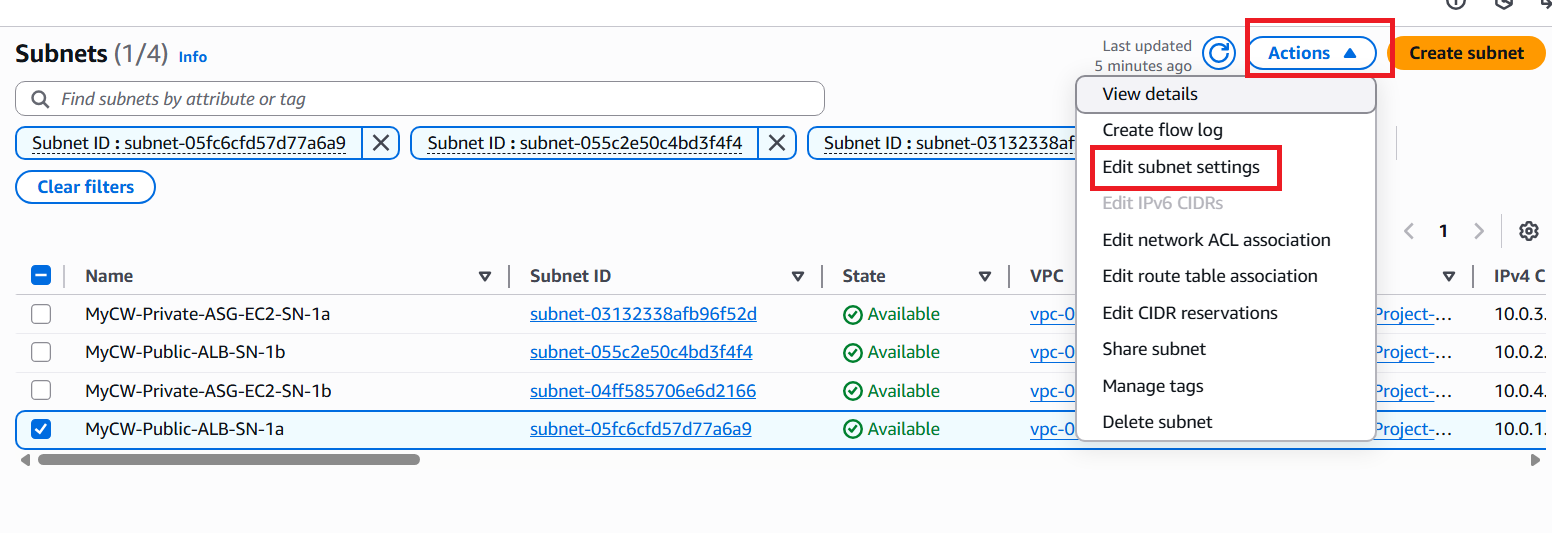 Subnets (1/4) Info
Last updated
5 minutes ago
Actions
Create subnet
Find subnets by attribute or tag
Subnet ID : subnet-05fc6cfd57d77a6a9
Subnet ID : subnet-055c2e50c4bd3f4f4
Subnet ID : subnet-03132338af
Clear filters
View details
Create flow log
Edit subnet settings
Edit IPv6 CIDRs
Edit network ACL association
Edit route table association
Edit CIDR reservations
Share subnet
Manage tags
Delete subnet
1
Name Subnet ID State VPC IPv4 C
MyCW-Private-ASG-EC2-SN-1a subnet-03132338afb96f52d Available vpc-0 Project-... 10.0.3.
MyCW-Public-ALB-SN-1b subnet-055c2e50c4bd3f4f4 Available vpc-0 Project-... 10.0.2.
MyCW-Private-ASG-EC2-SN-1b subnet-04ff585706e6d2166 Available vpc-0 Project-... 10.0.4.
MyCW-Public-ALB-SN-1a subnet-05fc6cfd57d77a6a9 Available vpc-0 Project-... 10.0.1.